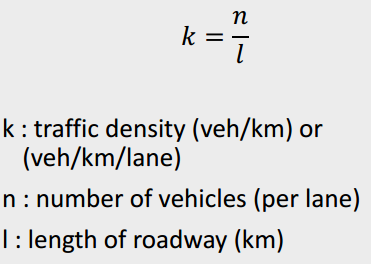 k = n/l
k : traffic density (veh/km) or
(veh/km/lane)
n : number of vehicles (per lane)
l : length of roadway (km)